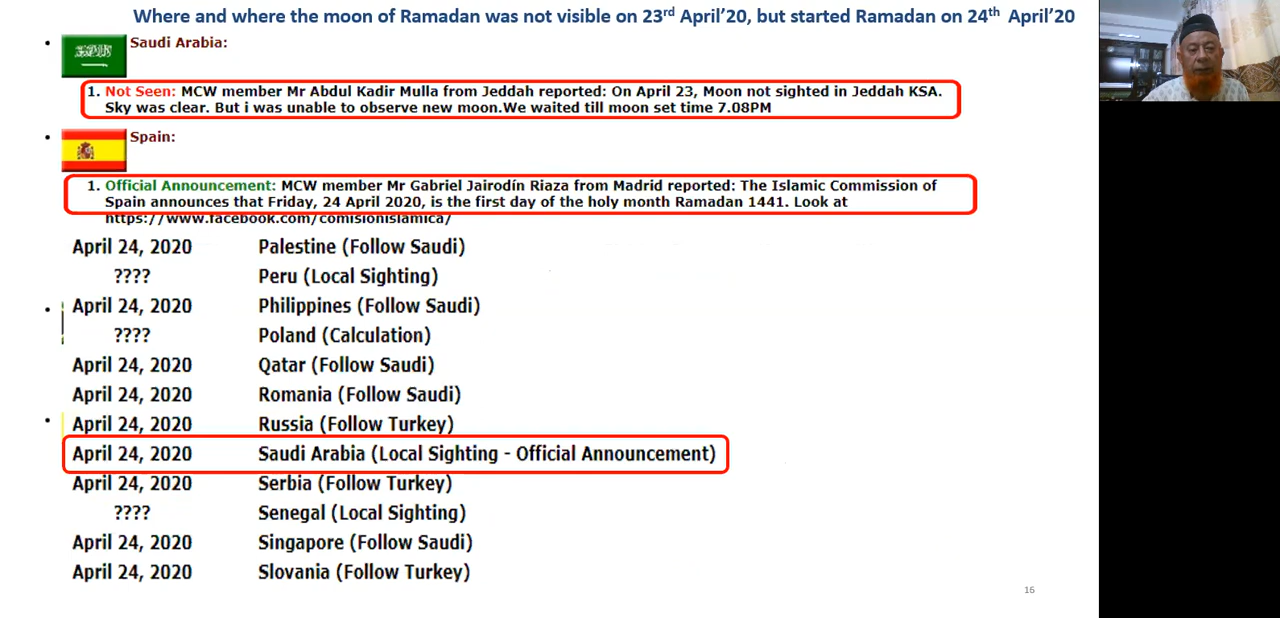 Where and where the moon of Ramadan was not visible on 23rd April’20, but started Ramadan on 24th April’20
• Saudi Arabia:
1. Not Seen: MCW member Mr Abdul Kadir Mulla from Jeddah reported: On April 23, Moon not sighted in Jeddah KSA.
Sky was clear. But i was unable to observe new moon.We waited till moon set time 7.08PM
• Spain:
1. Official Announcement: MCW member Mr Gabriel Jairodín Riaza from Madrid reported: The Islamic Commission of
Spain announces that Friday, 24 April 2020, is the first day of the holy month Ramadan 1441. Look at
https://www.facebook.com/comisionislamica/
April 24, 2020 Palestine (Follow Saudi)
???? Peru (Local Sighting)
• April 24, 2020 Philippines (Follow Saudi)
???? Poland (Calculation)
April 24, 2020 Qatar (Follow Saudi)
April 24, 2020 Romania (Follow Saudi)
• April 24, 2020 Russia (Follow Turkey)
April 24, 2020 Saudi Arabia (Local Sighting - Official Announcement)
April 24, 2020 Serbia (Follow Turkey)
???? Senegal (Local Sighting)
April 24, 2020 Singapore (Follow Saudi)
April 24, 2020 Slovania (Follow Turkey)
16